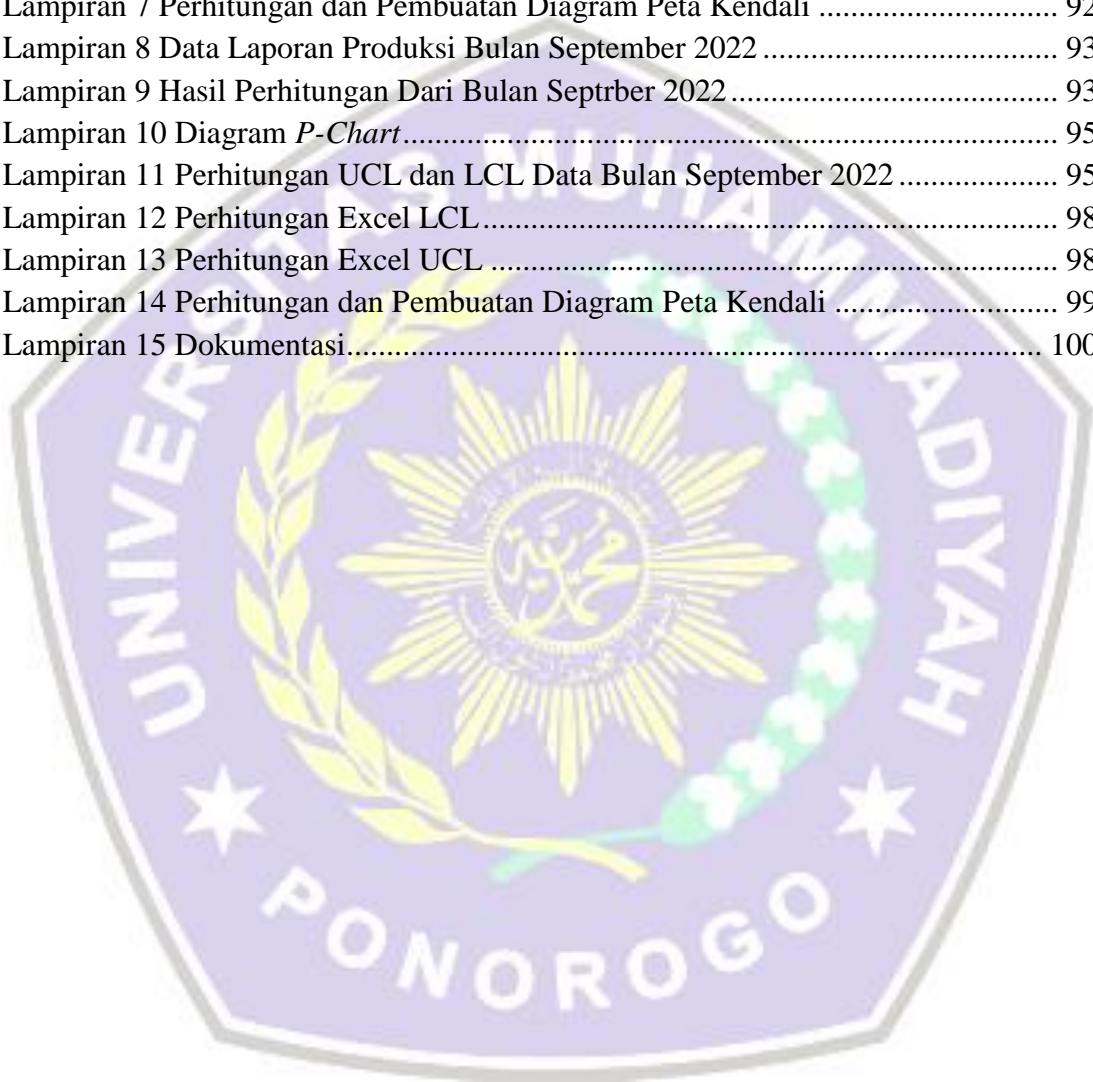 Lampiran 7 Perhitungan dan Pembuatan Diagram Peta Kendali ................................ 92
Lampiran 8 Data Laporan Produksi Bulan September 2022 ....................................... 93
Lampiran 9 Hasil Perhitungan Dari Bulan Septrber 2022 ........................................... 93
Lampiran 10 Diagram P-Chart ..................................................................................... 95
Lampiran 11 Perhitungan UCL dan LCL Data Bulan September 2022 ..................... 95
Lampiran 12 Perhitungan Excel LCL .......................................................................... 98
Lampiran 13 Perhitungan Excel UCL ......................................................................... 98
Lampiran 14 Perhitungan dan Pembuatan Diagram Peta Kendali .............................. 99
Lampiran 15 Dokumentasi ........................................................................................... 100
UNIVERSITAS MUHAMMADIYAH
محمدية
PONOROGO